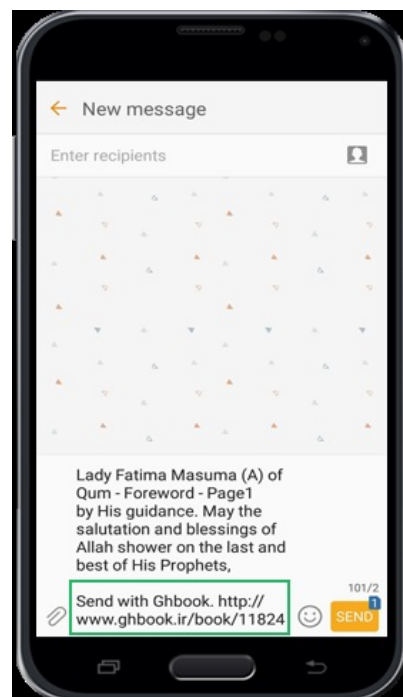 New message
Enter recipients
Lady Fatima Masuma (A) of
Qum - Foreword - Page1
by His guidance. May the
salutation and blessings of
Allah shower on the last and
best of His Prophets,
Send with Ghbook. http://
www.ghbook.ir/book/11824
101/2
1
SEND